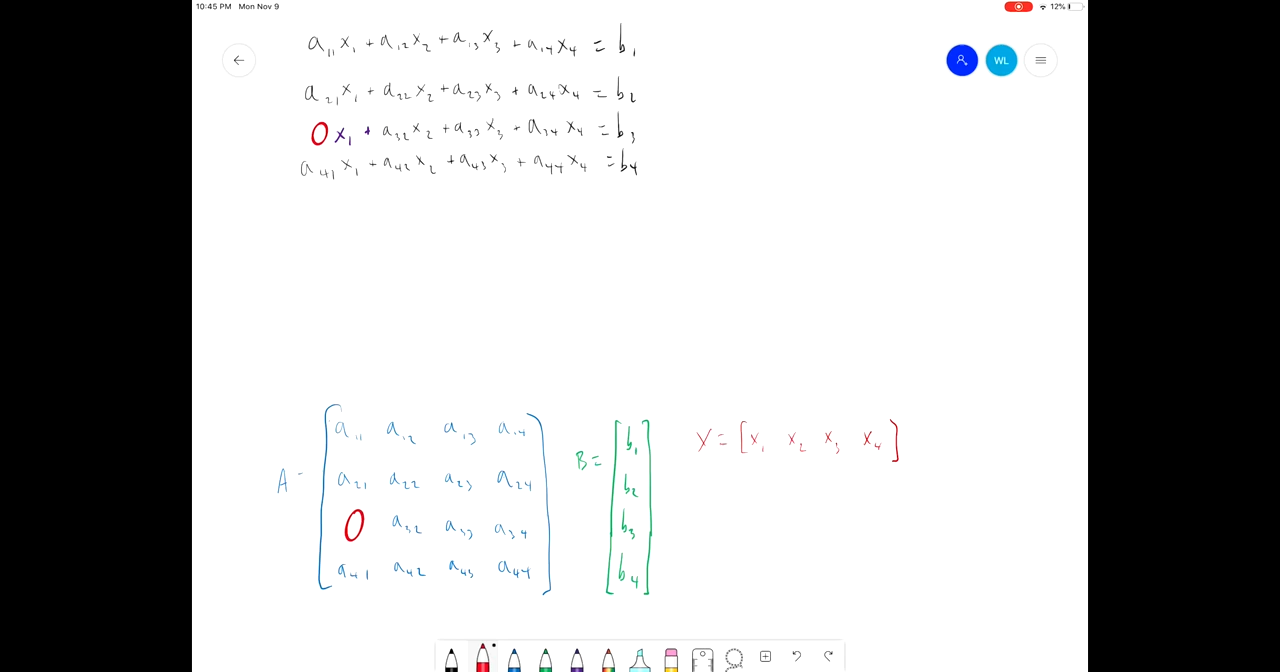 10:45 PM Mon Nov 9
12%
WL
a₁₁x₁ + a₁₂x₂ + a₁₃x₃ + a₁₄x₄ = b₁
a₂₁x₁ + a₂₂x₂ + a₂₃x₃ + a₂₄x₄ = b₂
0x₁ + a₃₂x₂ + a₃₃x₃ + a₃₄x₄ = b₃
a₄₁x₁ + a₄₂x₂ + a₄₃x₃ + a₄₄x₄ = b₄
A =
a₁₁ a₁₂ a₁₃ a₁₄
a₂₁ a₂₂ a₂₃ a₂₄
0 a₃₂ a₃₃ a₃₄
a₄₁ a₄₂ a₄₃ a₄₄
B =
b₁
b₂
b₃
b₄
Y = [x₁ x₂ x₃ x₄]